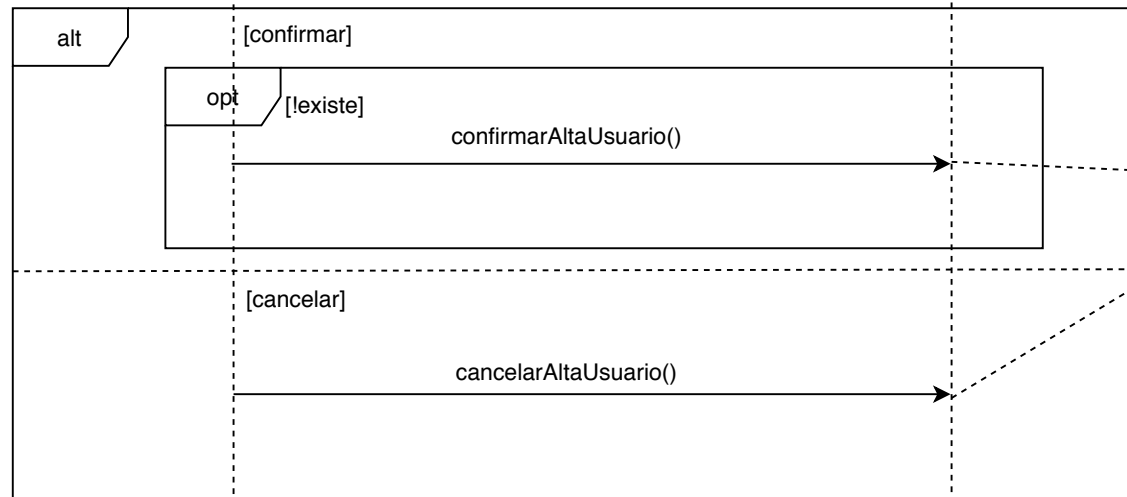 alt
[confirmar]
opt
[!existe]
confirmarAltaUsuario()
[cancelar]
cancelarAltaUsuario()